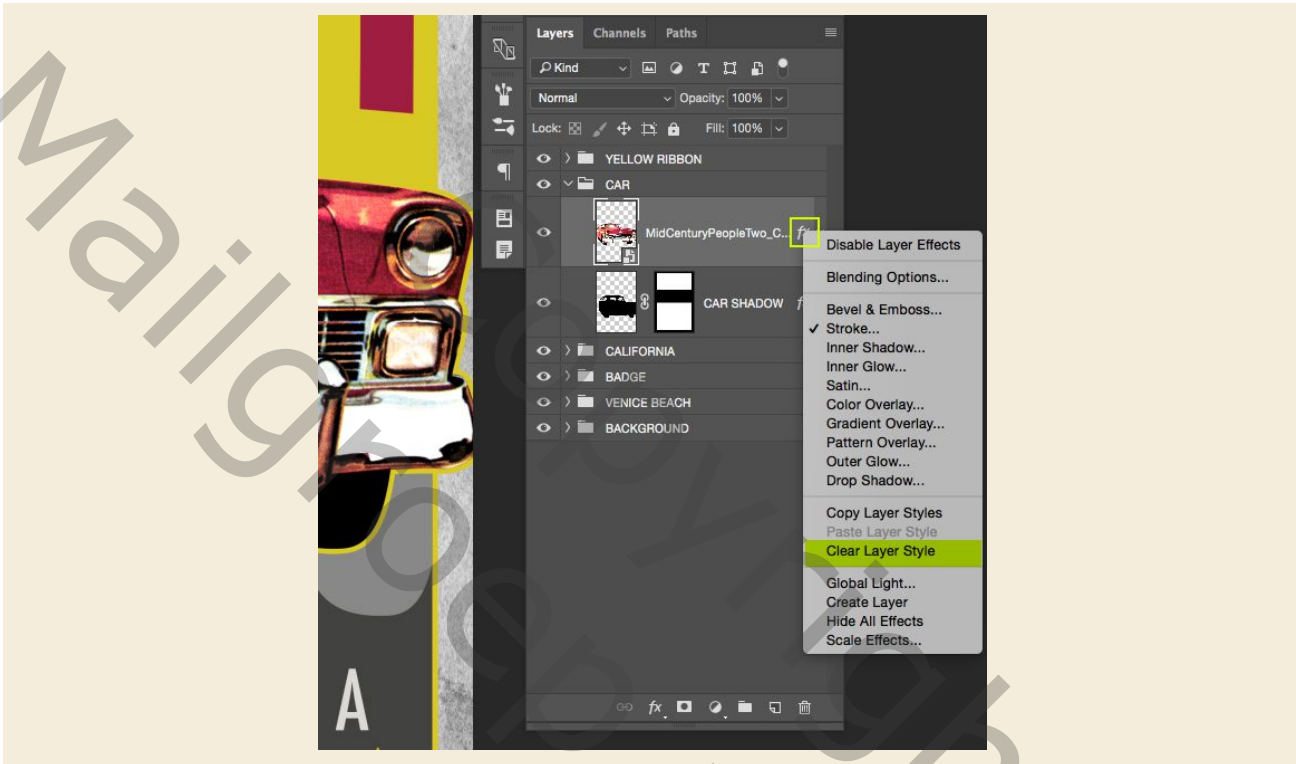 Layers Channels Paths
Kind
Normal Opacity: 100%
Lock: Fill: 100%
YELLOW RIBBON
CAR
MidCenturyPeopleTwo_C... fx
CAR SHADOW f
CALIFORNIA
BADGE
VENICE BEACH
BACKGROUND
Disable Layer Effects
Blending Options...
Bevel & Emboss...
✓ Stroke...
Inner Shadow...
Inner Glow...
Satin...
Color Overlay...
Gradient Overlay...
Pattern Overlay...
Outer Glow...
Drop Shadow...
Copy Layer Styles
Paste Layer Style
Clear Layer Style
Global Light...
Create Layer
Hide All Effects
Scale Effects...
fx
A